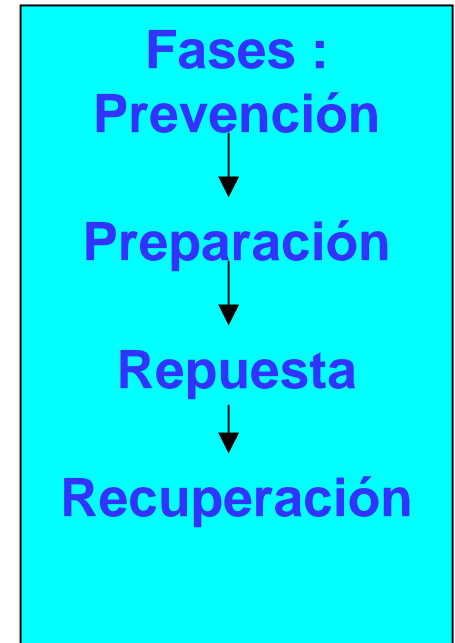 Fases :
Prevención
Preparación
Repuesta
Recuperación